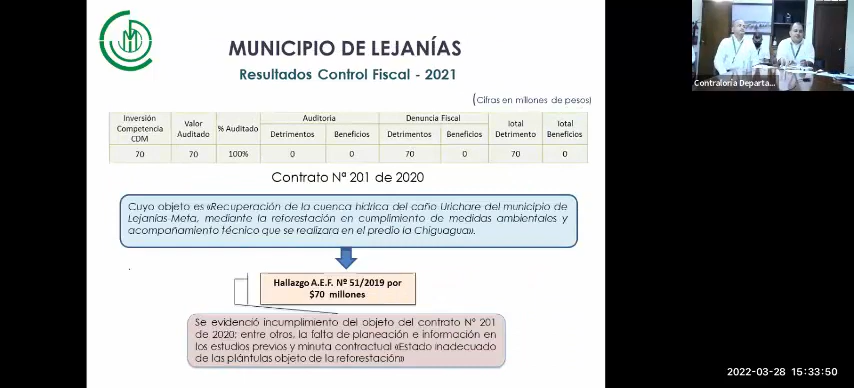 MUNICIPIO DE LEJANÍAS
Resultados Control Fiscal - 2021
(Cifras en millones de pesos)
Inversión Competencia CDM
Valor Auditado
% Auditado
Auditoria
Denuncia Fiscal
Total Detrimento
Total Beneficios
Detrimentos
Beneficios
Detrimentos
Beneficios
70 70 100% 0 0 70 0 70 0
Contrato Nª 201 de 2020
Cuyo objeto es «Recuperación de la cuenca hídrica del caño Urichare del municipio de
Lejanías-Meta, mediante la reforestación en cumplimiento de medidas ambientales y
acompañamiento técnico que se realizara en el predio la Chiguagua».
Hallazgo A.E.F. Nº 51/2019 por
$70 millones
Se evidenció incumplimiento del objeto del contrato Nº 201
de 2020; entre otros, la falta de planeación e información en
los estudios previos y minuta contractual «Estado inadecuado
de las plántulas objeto de la reforestación»
Contraloría Departa...
2022-03-28 15:33:50